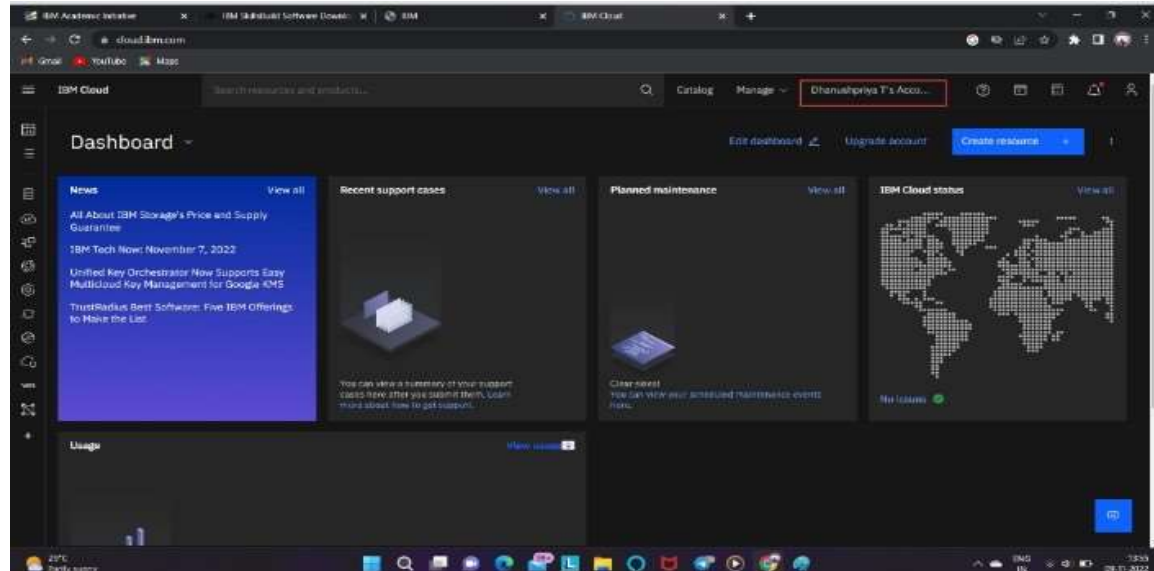 IBM Academic Initiative
IBM SkillsBuild Software Downlo
IBM
IBM Cloud
cloud.ibm.com
Gmail
YouTube
Maps
IBM Cloud
Search resources and products...
Catalog
Manage
Dhanushpriya T's Acco...
Dashboard
Edit dashboard
Upgrade account
Create resource
News
View all
All About IBM Storage's Price and Supply
Guarantee
IBM Tech Now: November 7, 2022
Unified Key Orchestrator Now Supports Easy
Multicloud Key Management for Google KMS
TrustRadius Best Software: Five IBM Offerings
to Make the List
Recent support cases
View all
You can view a summary of your support
cases here after you submit them. Learn
more about how to get support.
Planned maintenance
View all
Clear skies!
You can view your scheduled maintenance events
here.
IBM Cloud status
View all
No issues
Usage
View usage
29°C
Partly sunny
ENG
IN